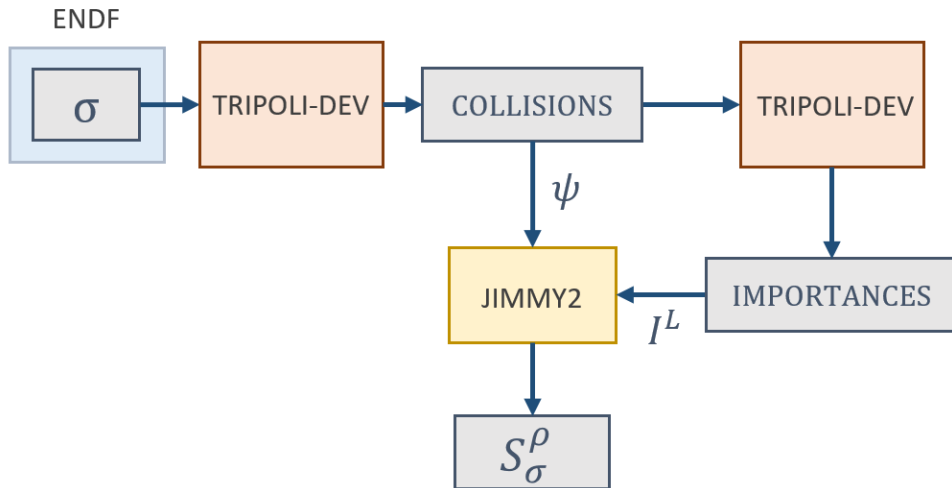 ENDF
σ
TRIPOLI-DEV
COLLISIONS
TRIPOLI-DEV
ψ
JIMMY2
IMPORTANCES
I^L
S_σ^ρ